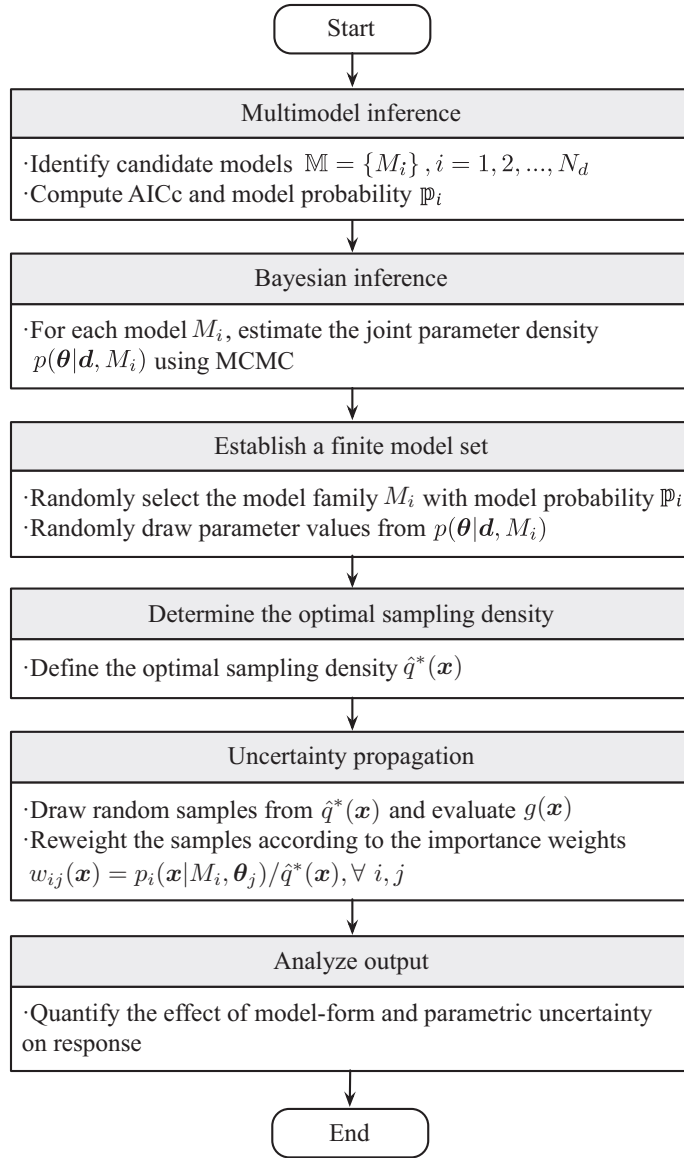 Start
Multimodel inference
·Identify candidate models 𝕄 = {M_i}, i = 1, 2, ..., N_d
·Compute AICc and model probability ℙ_i
Bayesian inference
·For each model M_i, estimate the joint parameter density
p(θ|d, M_i) using MCMC
Establish a finite model set
·Randomly select the model family M_i with model probability ℙ_i
·Randomly draw parameter values from p(θ|d, M_i)
Determine the optimal sampling density
·Define the optimal sampling density q̂*(x)
Uncertainty propagation
·Draw random samples from q̂*(x) and evaluate g(x)
·Reweight the samples according to the importance weights
w_ij(x) = p_i(x|M_i, θ_j)/q̂*(x), ∀ i, j
Analyze output
·Quantify the effect of model-form and parametric uncertainty
on response
End